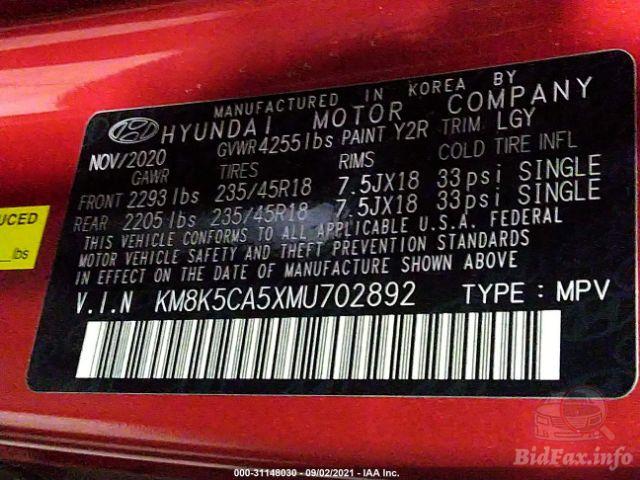 MANUFACTURED IN KOREA BY
HYUNDAI MOTOR COMPANY
NOV/2020 GVWR 4255 lbs PAINT Y2R TRIM LGY
GAWR TIRES RIMS COLD TIRE INFL
FRONT 2293 lbs 235/45R18 7.5JX18 33psi SINGLE
REAR 2205 lbs 235/45R18 7.5JX18 33psi SINGLE
THIS VEHICLE CONFORMS TO ALL APPLICABLE U.S.A. FEDERAL
MOTOR VEHICLE SAFETY AND THEFT PREVENTION STANDARDS
IN EFFECT ON THE DATE OF MANUFACTURE SHOWN ABOVE
V.I.N KM8K5CA5XMU702892 TYPE : MPV
UCED
lbs
000-31148030 - 09/02/2021 - IAA Inc.
BidFax.info